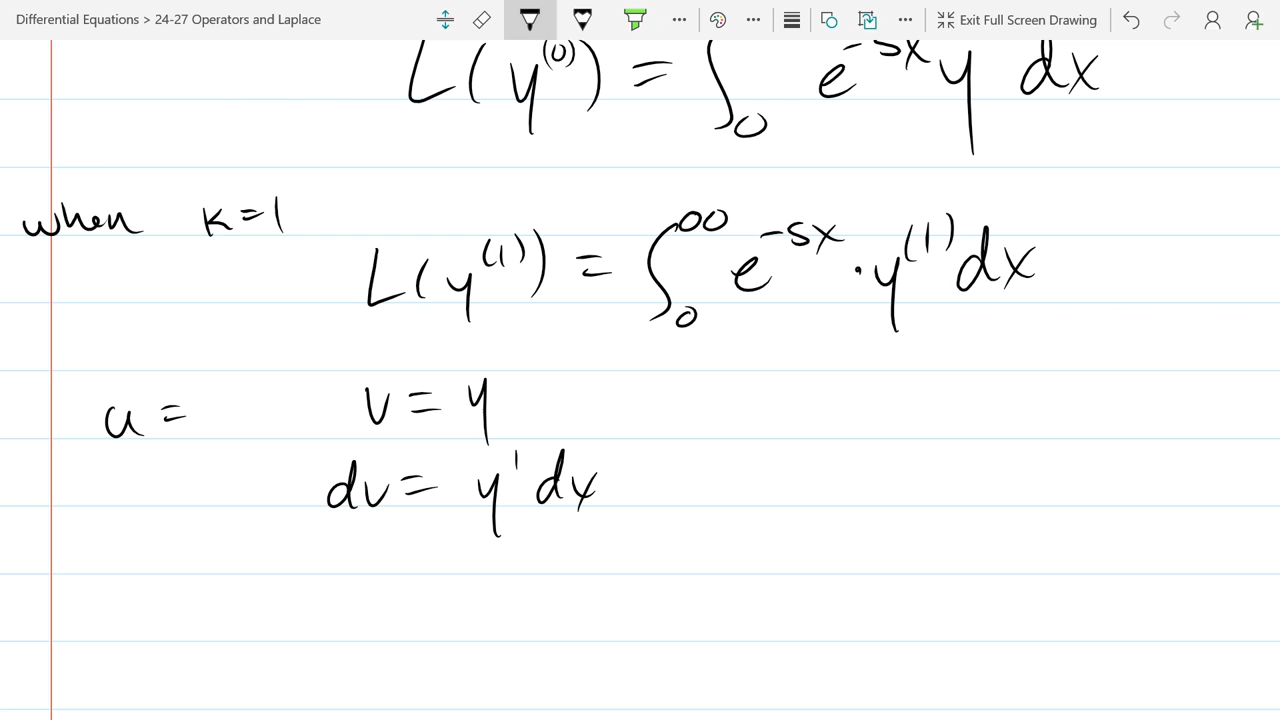 Differential Equations > 24-27 Operators and Laplace
Exit Full Screen Drawing
L(y^(0)) = ∫_0 e^-sx y dx
when k=1
L(y^(1)) = ∫_0^∞ e^-sx · y^(1) dx
u = v = y
dv = y' dx